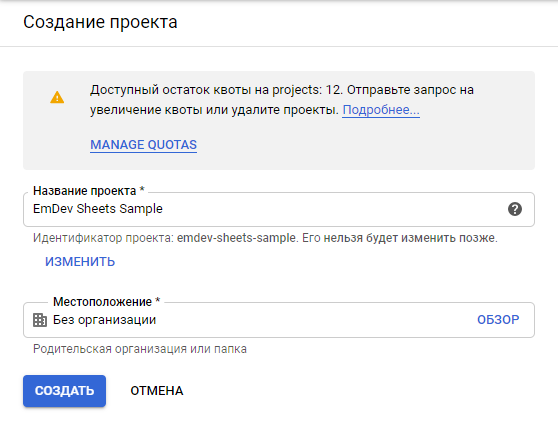 Создание проекта
Доступный остаток квоты на projects: 12. Отправьте запрос на
увеличение квоты или удалите проекты. Подробнее...
MANAGE QUOTAS
Название проекта *
EmDev Sheets Sample
Идентификатор проекта: emdev-sheets-sample. Его нельзя будет изменить позже.
ИЗМЕНИТЬ
Местоположение *
Без организации
ОБЗОР
Родительская организация или папка
СОЗДАТЬ ОТМЕНА